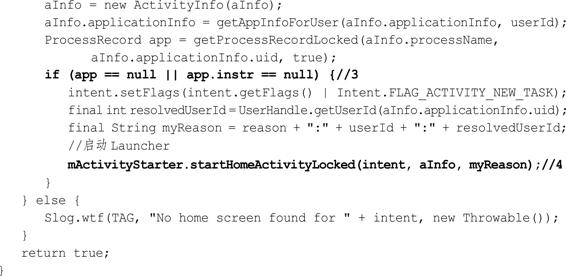 aInfo = new ActivityInfo(aInfo);
aInfo.applicationInfo = getAppInfoForUser(aInfo.applicationInfo, userId);
ProcessRecord app = getProcessRecordLocked(aInfo.processName,
aInfo.applicationInfo.uid, true);
if (app == null || app.instr == null) {//3
intent.setFlags(intent.getFlags() | Intent.FLAG_ACTIVITY_NEW_TASK);
final int resolvedUserId=UserHandle.getUserId(aInfo.applicationInfo.uid);
final String myReason = reason + ":" + userId + ":" + resolvedUserId;
//启动 Launcher
mActivityStarter.startHomeActivityLocked(intent, aInfo, myReason);//4
}
} else {
Slog.wtf(TAG, "No home screen found for " + intent, new Throwable());
}
return true;
}